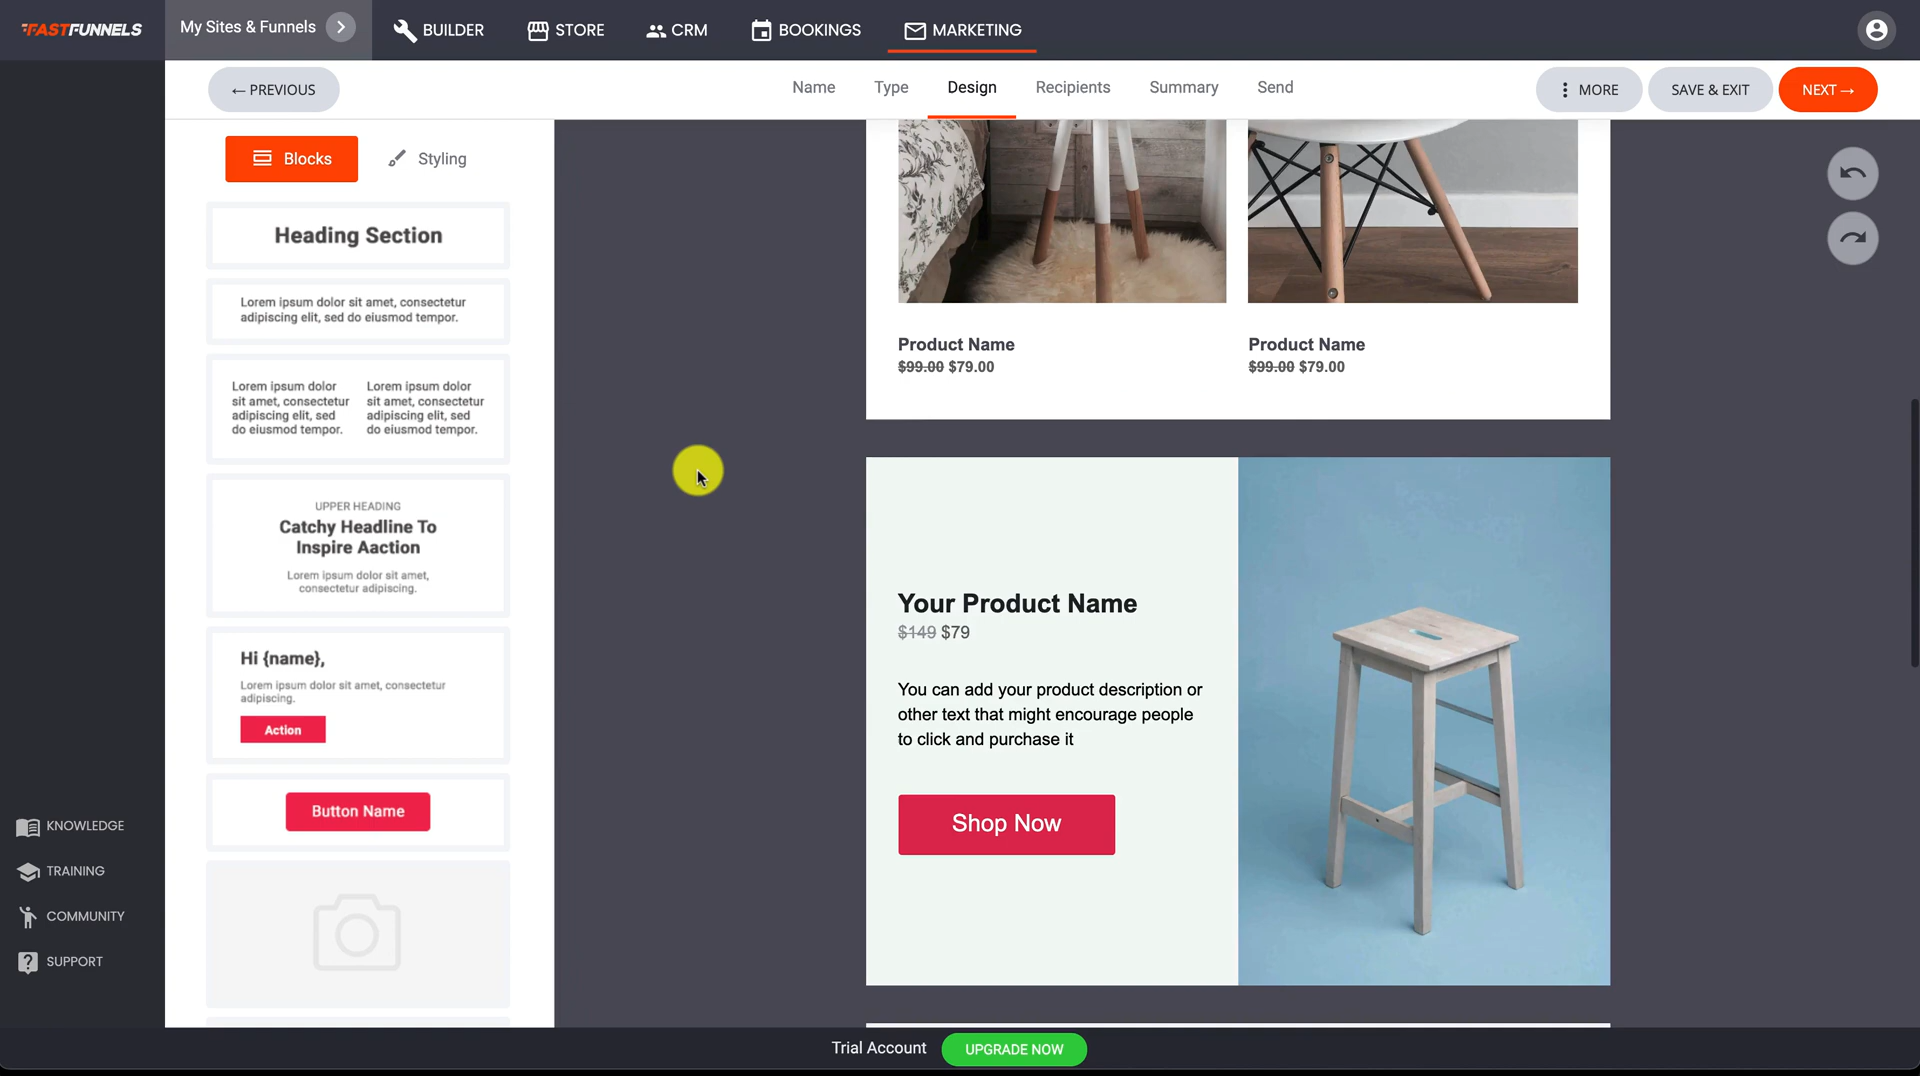 FASTFUNNELS
My Sites & Funnels
BUILDER
STORE
CRM
BOOKINGS
MARKETING
← PREVIOUS
Name
Type
Design
Recipients
Summary
Send
MORE
SAVE & EXIT
NEXT →
Blocks
Styling
Heading Section
Lorem ipsum dolor sit amet, consectetur
adipiscing elit, sed do eiusmod tempor.
Lorem ipsum dolor
sit amet, consectetur
adipiscing elit, sed
do eiusmod tempor.
Lorem ipsum dolor
sit amet, consectetur
adipiscing elit, sed
do eiusmod tempor.
UPPER HEADING
Catchy Headline To
Inspire Aaction
Lorem ipsum dolor sit amet,
consectetur adipiscing.
Hi {name},
Lorem ipsum dolor sit amet, consectetur
adipiscing.
Action
Button Name
Product Name
$99.00 $79.00
Product Name
$99.00 $79.00
Your Product Name
$149 $79
You can add your product description or
other text that might encourage people
to click and purchase it
Shop Now
KNOWLEDGE
TRAINING
COMMUNITY
SUPPORT
Trial Account
UPGRADE NOW